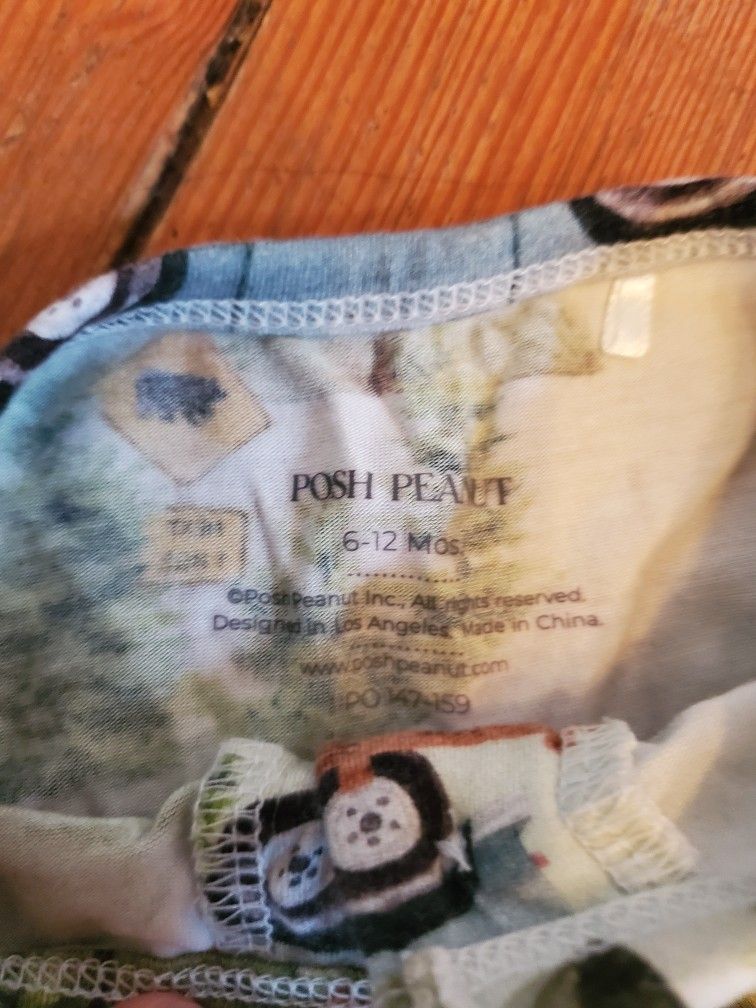 POSH PEANUT
6-12 Mos.
©Posh Peanut Inc., All rights reserved.
Designed in Los Angeles, Made in China.
www.poshpeanut.com
PO 147-159